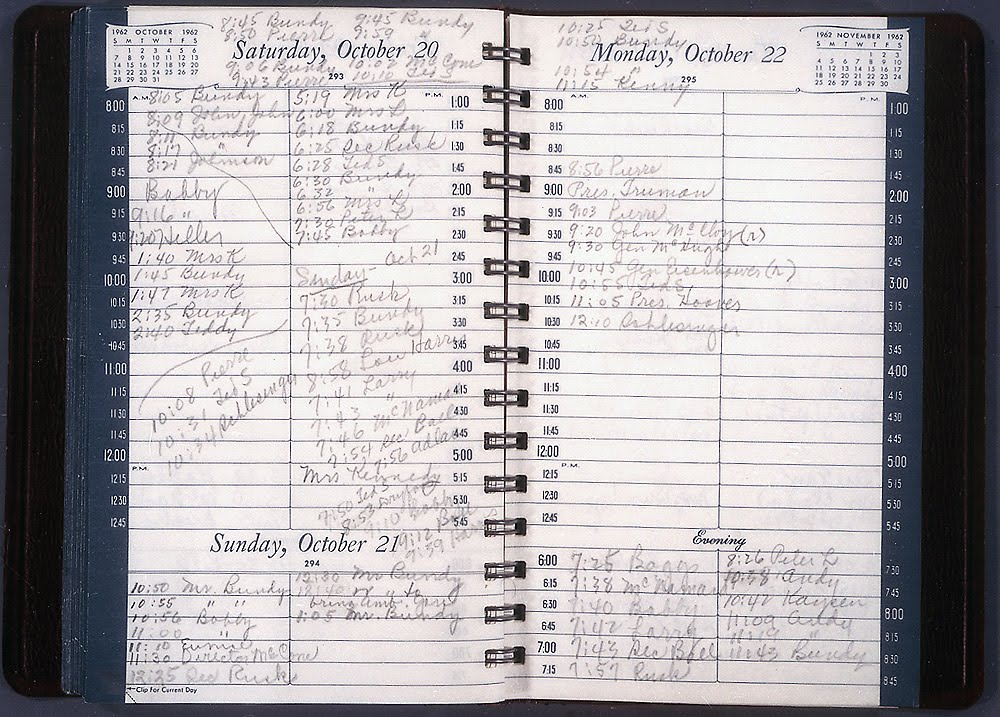 8:45 Bundy
8:50 Pierre
9:45 Bundy
9:59 "
1962 OCTOBER 1962
S M T W T F S
1 2 3 4 5 6
7 8 9 10 11 12 13
14 15 16 17 18 19 20
21 22 23 24 25 26 27
28 29 30 31
Saturday, October 20
9:06 Bundy
9:43 Pierre
10:10 Ted S
293
A.M.
P.M.
8:00
8:15
8:30
8:45
9:00
9:15
9:30
9:45
10:00
10:15
10:30
10:45
11:00
11:15
11:30
11:45
12:00
P.M.
12:15
12:30
12:45
8:05 Bundy
8:09 John, John
8:11 Bundy
8:17 "
8:21 Johnson
Bobby
9:16 "
9:20 Heller
1:40 Mrs K
1:45 Bundy
1:47 Mrs K
2:35 Bundy
2:40 Teddy
10:08 Pierre
10:31 Ted S
10:34 Schlesinger
5:19 Mrs K
6:00 Mrs L
6:18 Bundy
6:25 Sec Rusk
6:28 Ted S
6:30 Bundy
6:32 "
6:56 Mrs L
7:30 Peter L
7:45 Bobby
Sunday - Oct 21
7:30 Rusk
7:35 Bundy
7:38 Rusk
8:58 Lou Harris
7:41 Larry
7:43 "
7:46 McNama
7:54 Sec Ball
7:56 Adlai
Mrs Kennedy
7:50 Ted S
9:10 Bobby
9:12 Ball
1:00
1:15
1:30
1:45
2:00
2:15
2:30
2:45
3:00
3:15
3:30
3:45
4:00
4:15
4:30
4:45
5:00
5:15
5:30
5:45
Sunday, October 21
294
10:50 Mr. Bundy
10:55 " "
10:56 Bobby
11:00 "
11:30 Director McCone
12:25 Sec Rusk
12:30 Mr Bundy
12:40 " " to
bring Amb.
1:05 Mr. Bundy
Clip For Current Day
10:25 Ted S
10:50 Bundy
Monday, October 22
10:54 "
11:15 Kenny
295
1962 NOVEMBER 1962
S M T W T F S
1 2 3
4 5 6 7 8 9 10
11 12 13 14 15 16 17
18 19 20 21 22 23 24
25 26 27 28 29 30
A.M.
P.M.
8:00
8:15
8:30
8:45
9:00
9:15
9:30
9:45
10:00
10:15
10:30
11:00
11:15
11:30
11:45
12:00
P.M.
12:15
12:30
12:45
8:56 Pierre
Pres. Truman
9:03 Pierre
9:20 John McCloy (r)
9:30 Gen McHugh
10:45 Gen Eisenhower (r)
10:55 Ted S
11:05 Pres. Hoover
12:10 Schlesinger
1:00
1:15
1:30
1:45
2:00
2:15
2:30
2:45
3:00
3:15
3:30
3:45
4:00
4:15
4:30
4:45
5:00
5:15
5:30
5:45
Evening
6:00
6:15
6:30
6:45
7:00
7:15
7:25 Boggs
7:38 McNamara
7:40 Bobby
7:42 Larry
7:43 Sec Ball
7:57 Rusk
8:26 Peter L
10:38 Andy
10:42 Kaysen
11:09 Andy
11:19 "
11:43 Bundy
7:30
7:45
8:00
8:15
8:30
8:45